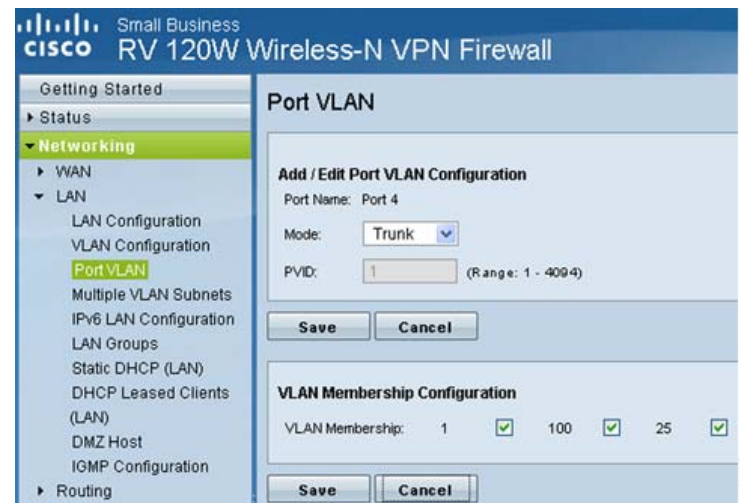 Small Business
CISCO RV 120W Wireless-N VPN Firewall
Getting Started
Status
Networking
WAN
LAN
LAN Configuration
VLAN Configuration
Port VLAN
Multiple VLAN Subnets
IPv6 LAN Configuration
LAN Groups
Static DHCP (LAN)
DHCP Leased Clients
(LAN)
DMZ Host
IGMP Configuration
Routing
Port VLAN
Add / Edit Port VLAN Configuration
Port Name: Port 4
Mode: Trunk
PVID: 1 (Range: 1 - 4094)
Save Cancel
VLAN Membership Configuration
VLAN Membership: 1 100 25
Save Cancel